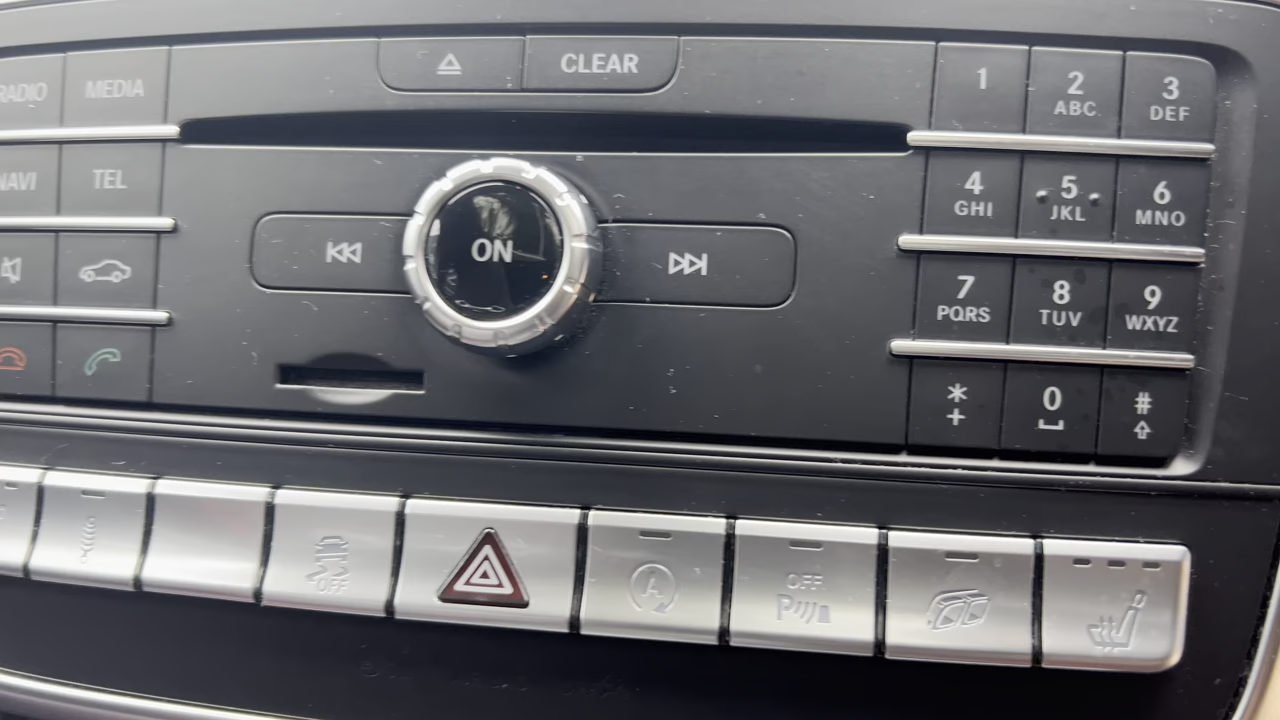 RADIO
MEDIA
CLEAR
1
2
ABC
3
DEF
NAVI
TEL
ON
4
GHI
5
JKL
6
MNO
7
PQRS
8
TUV
9
WXYZ
*
+
0
#
OFF
A
OFF
P